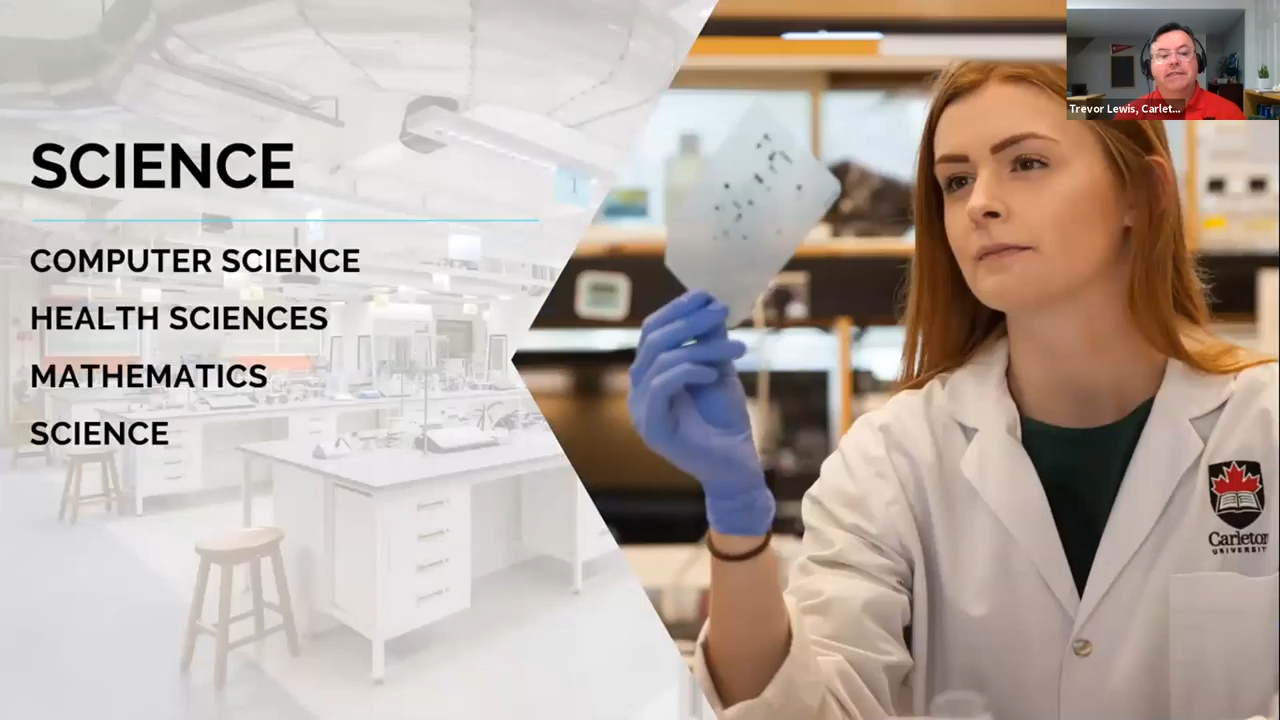 SCIENCE
COMPUTER SCIENCE
HEALTH SCIENCES
MATHEMATICS
SCIENCE
Trevor Lewis, Carlet...
Carleton
UNIVERSITY